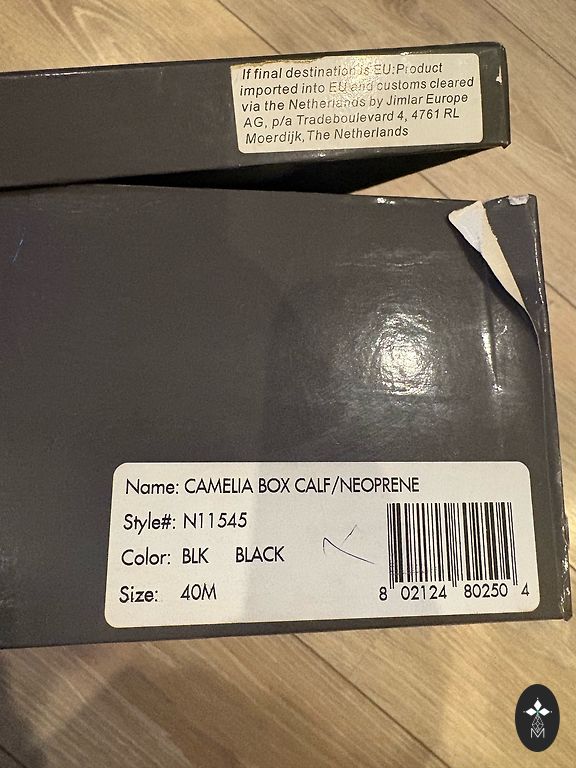 If final destination is EU:Product
imported into EU and customs cleared
via the Netherlands by Jimlar Europe
AG, p/a Tradeboulevard 4, 4761 RL
Moerdijk, The Netherlands
Name: CAMELIA BOX CALF/NEOPRENE
Style#: N11545
Color: BLK BLACK
Size: 40M
8 02124 80250 4
M